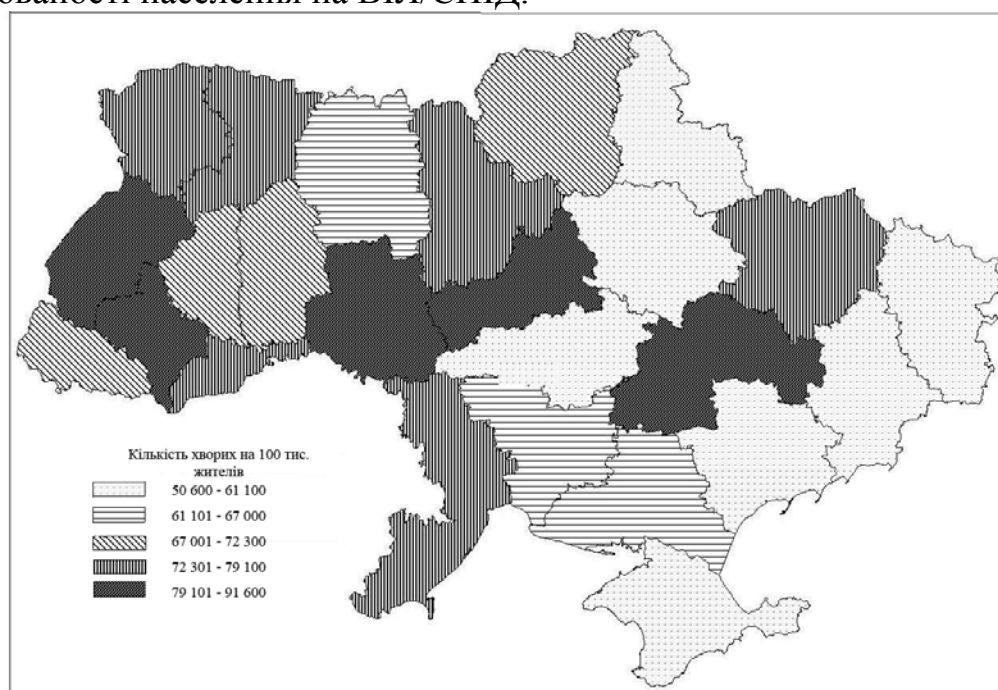 ованості населення на ВІЛ/СНІД.
Кількість хворих на 100 тис.
жителів
50 600 - 61 100
61 101 - 67 000
67 001 - 72 300
72 301 - 79 100
79 101 - 91 600